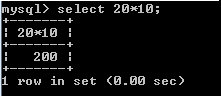 mysql> select 20*10;
+-------+
| 20*10 |
+-------+
|   200 |
+-------+
1 row in set (0.00 sec)